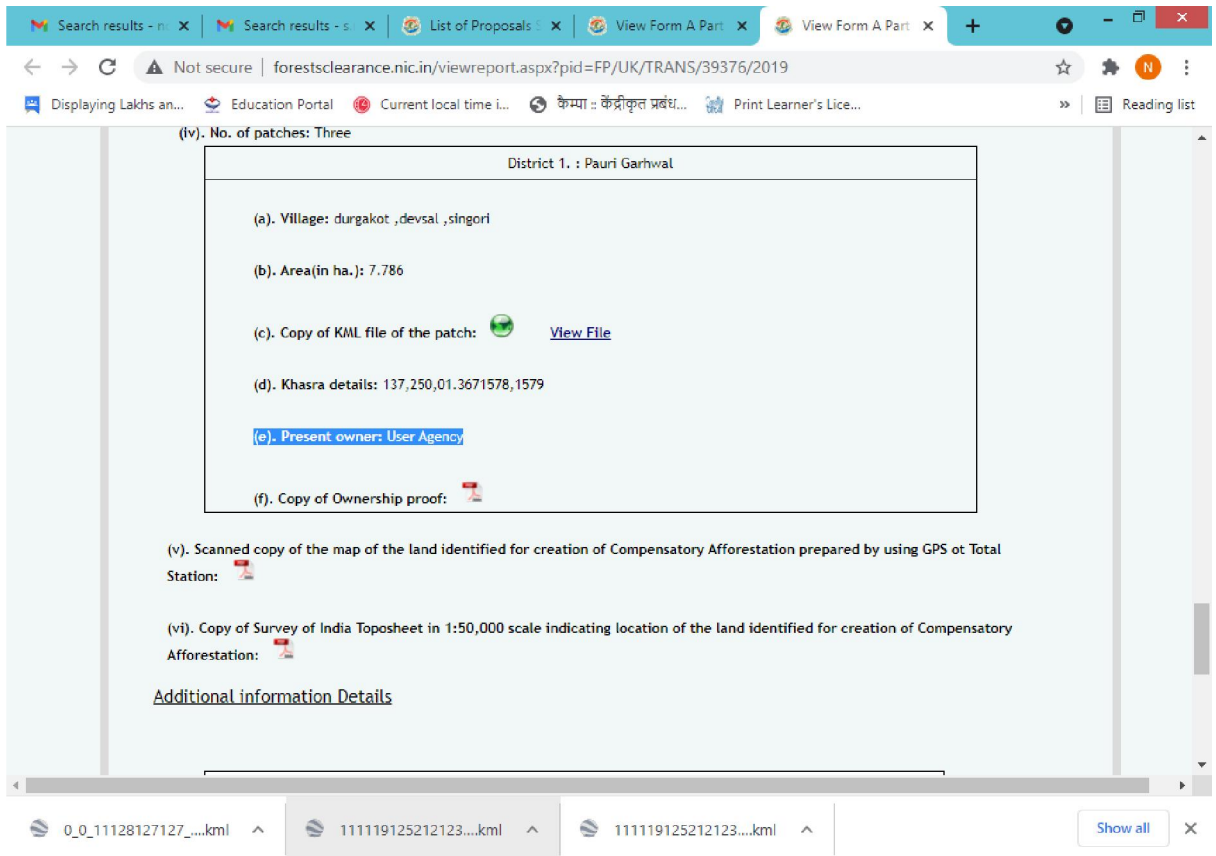 Search results - n
Search results - s.
List of Proposals S
View Form A Part
View Form A Part
Not secure | forestsclearance.nic.in/viewreport.aspx?pid=FP/UK/TRANS/39376/2019
N
Displaying Lakhs an...
Education Portal
Current local time i...
कैम्पा :: केंद्रीकृत प्रबंध...
Print Learner's Lice...
»
Reading list
(iv). No. of patches: Three
District 1. : Pauri Garhwal
(a). Village: durgakot ,devsal ,singori
(b). Area(in ha.): 7.786
(c). Copy of KML file of the patch: View File
(d). Khasra details: 137,250,01.3671578,1579
(e). Present owner: User Agency
(f). Copy of Ownership proof:
(v). Scanned copy of the map of the land identified for creation of Compensatory Afforestation prepared by using GPS ot Total
Station:
(vi). Copy of Survey of India Toposheet in 1:50,000 scale indicating location of the land identified for creation of Compensatory
Afforestation:
Additional information Details
0_0_11128127127_....kml
111119125212123....kml
111119125212123....kml
Show all